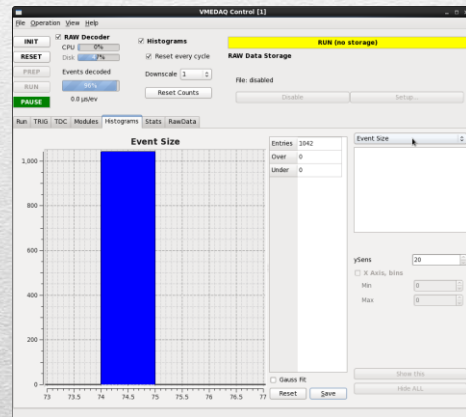 VMEDAQ Control [1]
File Operation View Help
INIT
RESET
PREP
RUN
PAUSE
RAW Decoder
CPU 0%
Disk
Events decoded
98%
0.0 µs/ev
Histograms
Reset every cycle
Downscale 1
Reset Counts
RUN (no storage)
RAW Data Storage
File: disabled
Disable
Setup...
Run TRIG TDC Modules Histograms Stats RawData
Event Size
1,000
800
600
400
200
0
73 73.5 74 74.5 75 75.5 76 76.5 77
Entries 1042
Over 0
Under 0
Gauss fit
Reset Save
Event Size
ySens 20
X Axis, bins
Min 0
Max 0
Show this
Hide ALL